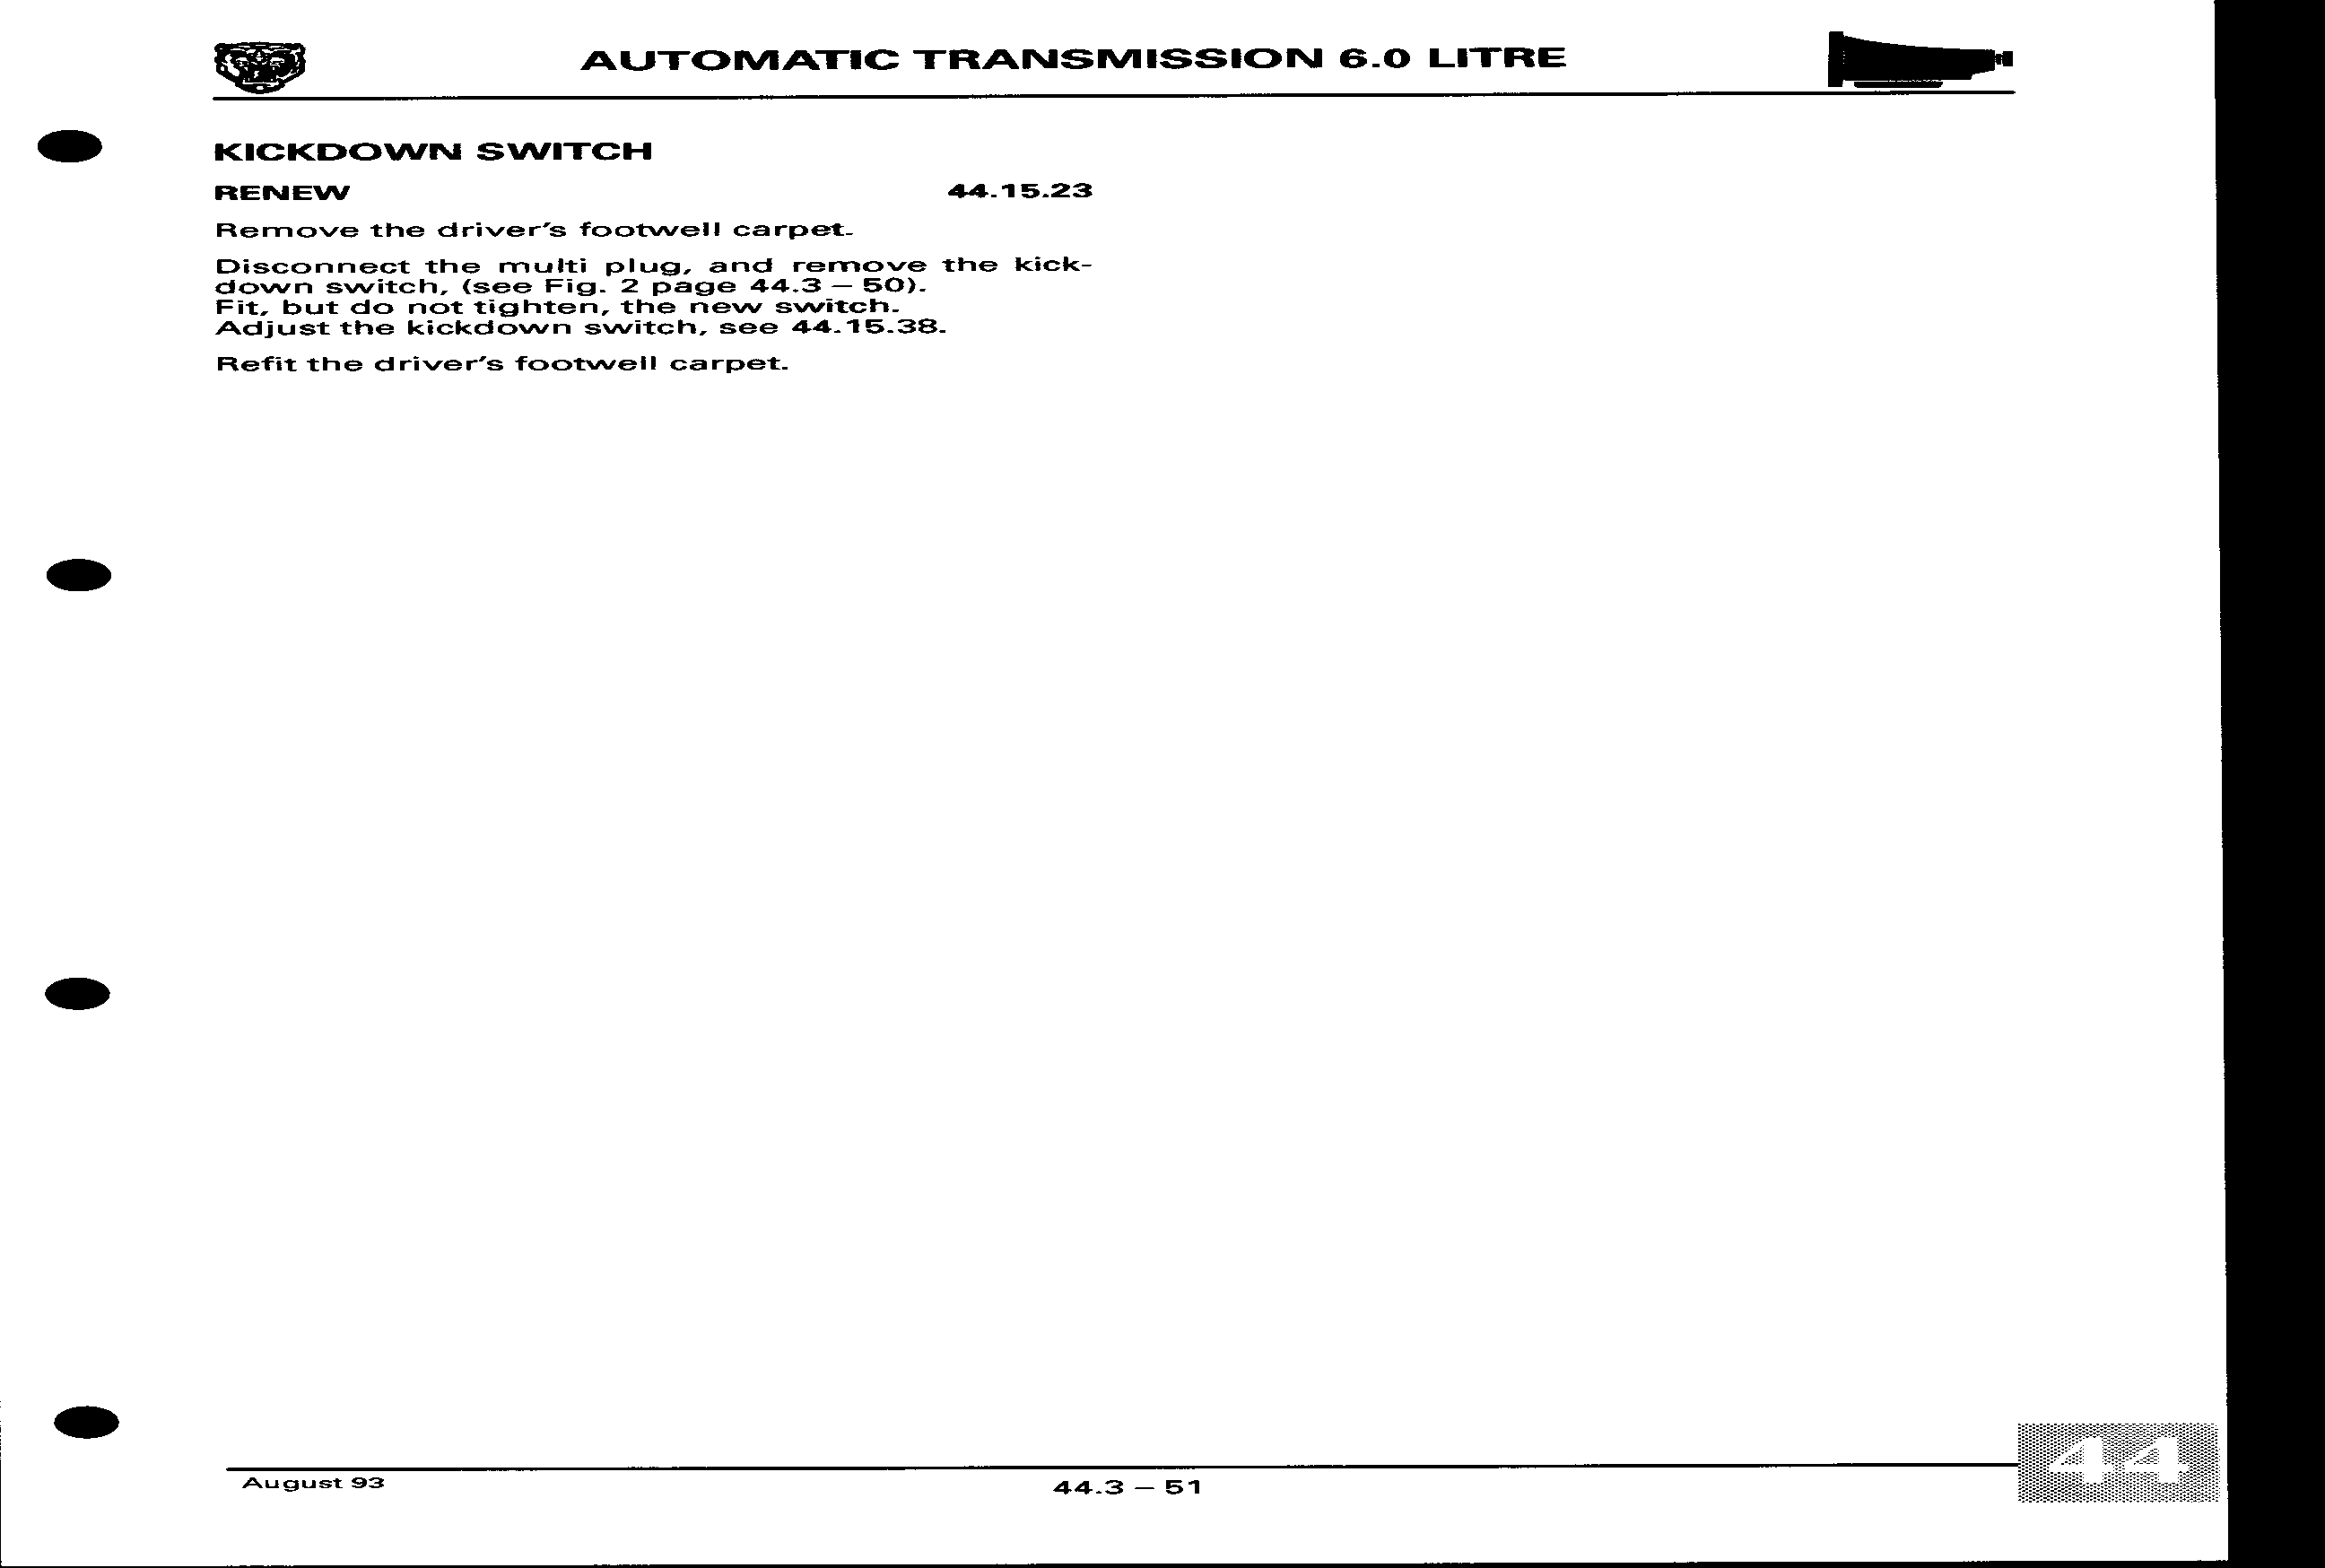 AUTOMATIC TRANSMISSION 6.0 LITRE
KICKDOWN SWITCH
RENEW 44.15.23
Remove the driver's footwell carpet.
Disconnect the multi plug, and remove the kick-
down switch, (see Fig. 2 page 44.3 – 50).
Fit, but do not tighten, the new switch.
Adjust the kickdown switch, see 44.15.38.
Refit the driver's footwell carpet.
44
August 93
44.3 – 51